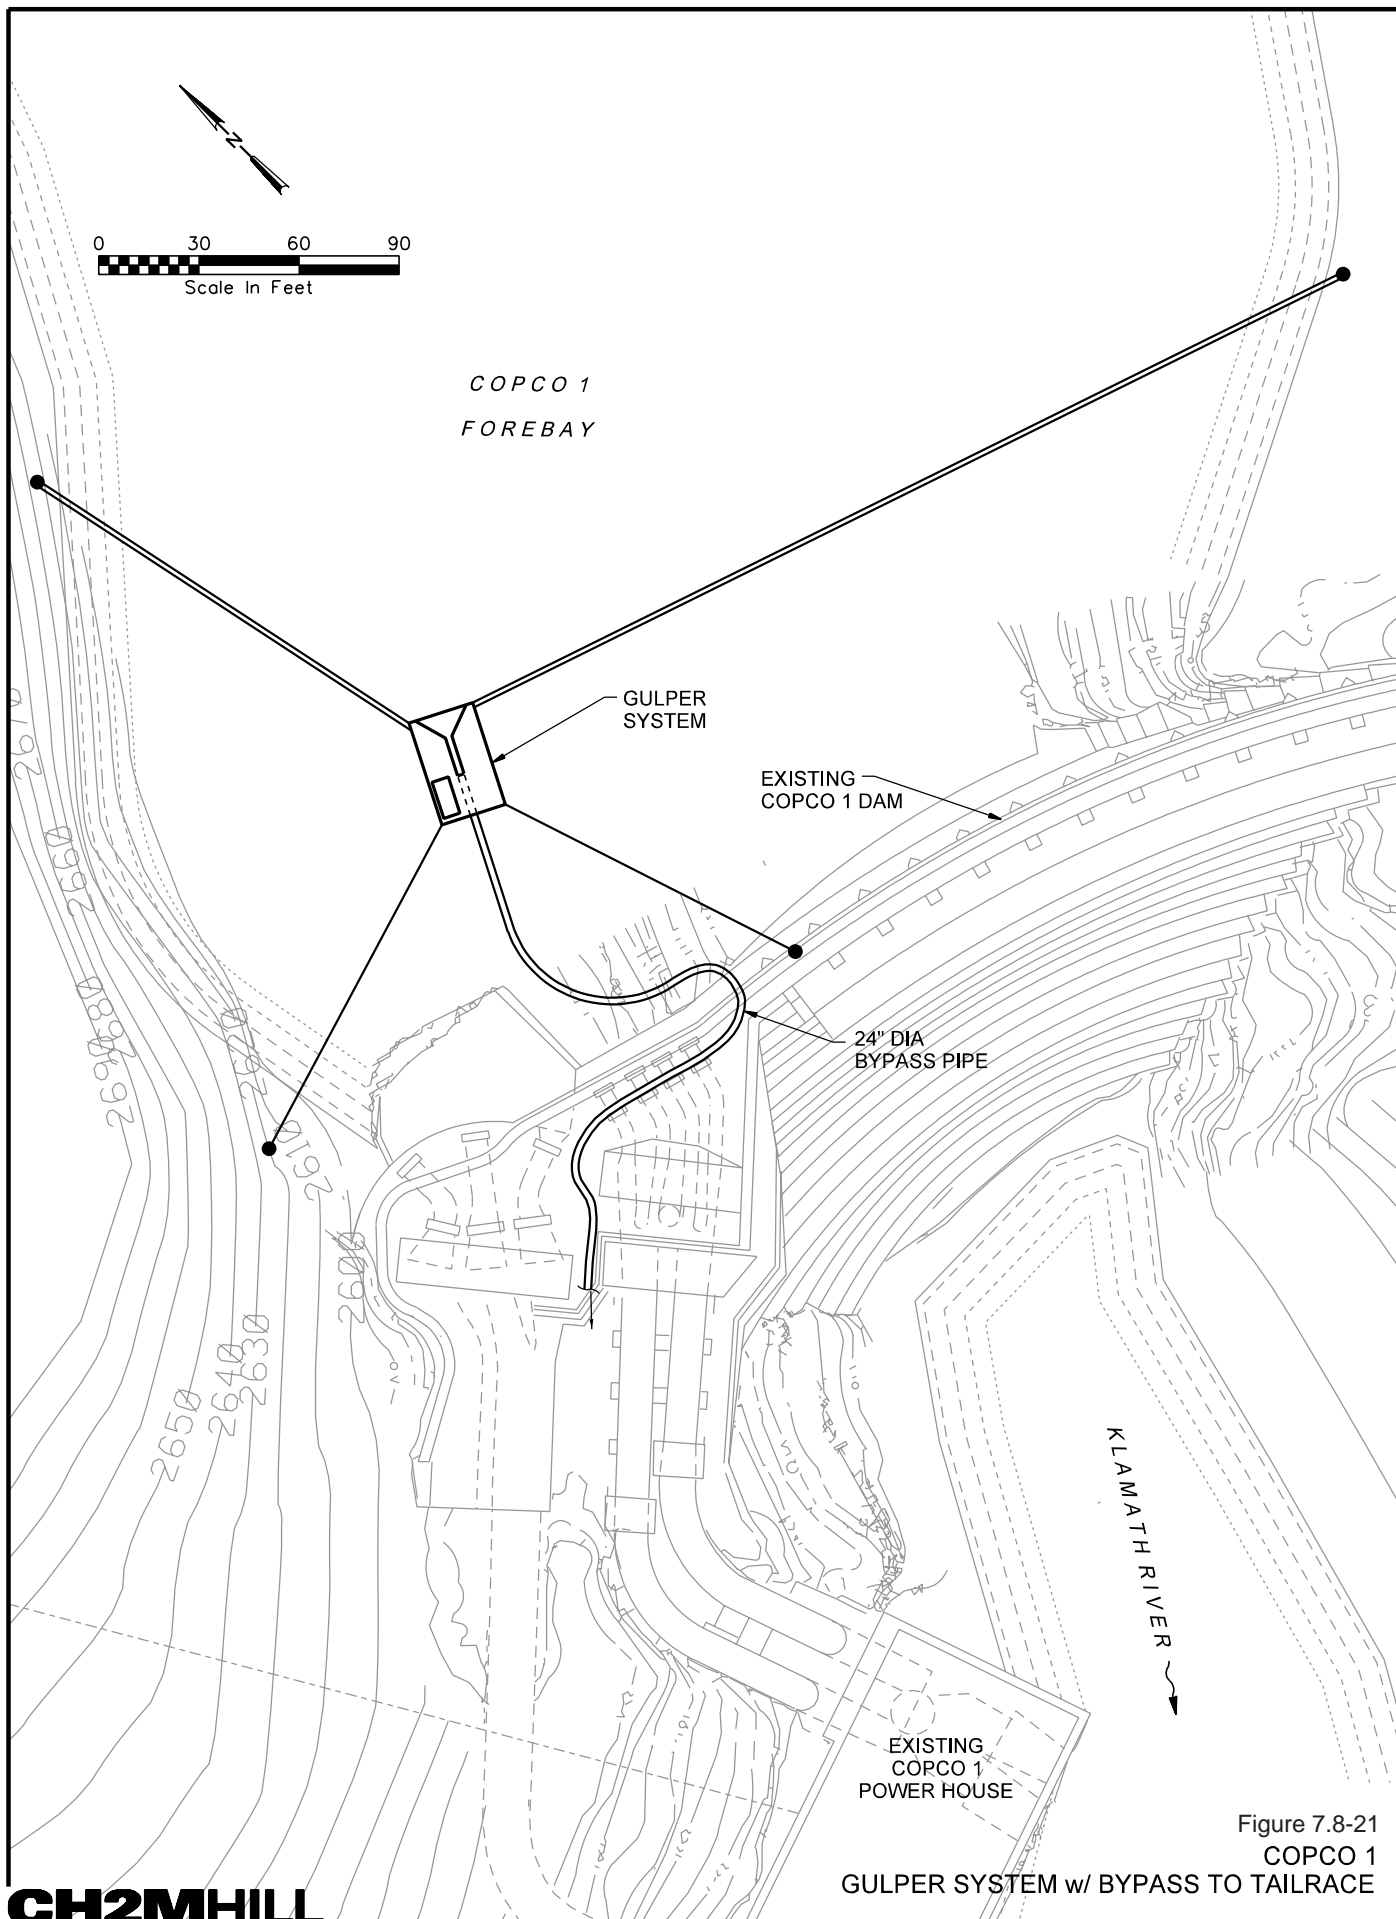 N
0 30 60 90
Scale In Feet
COPCO 1
FOREBAY
GULPER
SYSTEM
EXISTING
COPCO 1 DAM
24" DIA
BYPASS PIPE
2660
2680
2690
2620
2610
2600
2630
2640
2650
KLAMATH RIVER
EXISTING
COPCO 1
POWER HOUSE
Figure 7.8-21
COPCO 1
GULPER SYSTEM w/ BYPASS TO TAILRACE
CH2MHILL